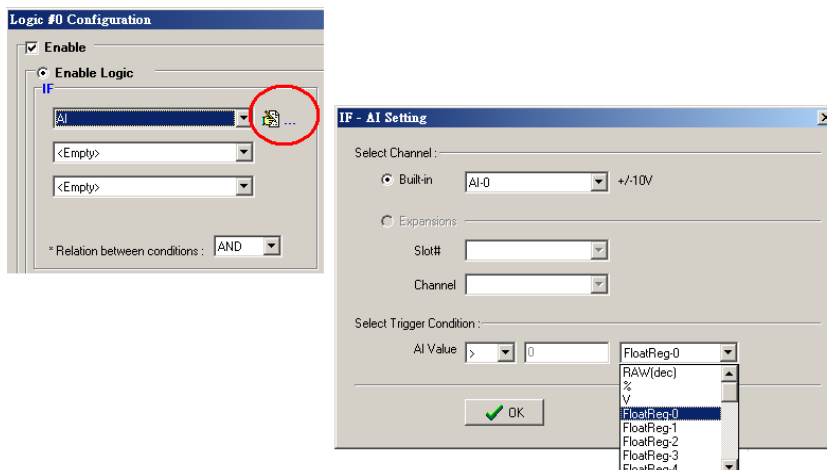 Logic #0 Configuration
Enable
Enable Logic
IF
AI
...
<Empty>
<Empty>
* Relation between conditions : AND
IF - AI Setting
Select Channel :
Built-in AI-0 +/-10V
Expansions
Slot#
Channel
Select Trigger Condition :
AI Value > 0 FloatReg-0
RAW(dec)
%
V
FloatReg-0
FloatReg-1
FloatReg-2
FloatReg-3
FloatReg-4
OK